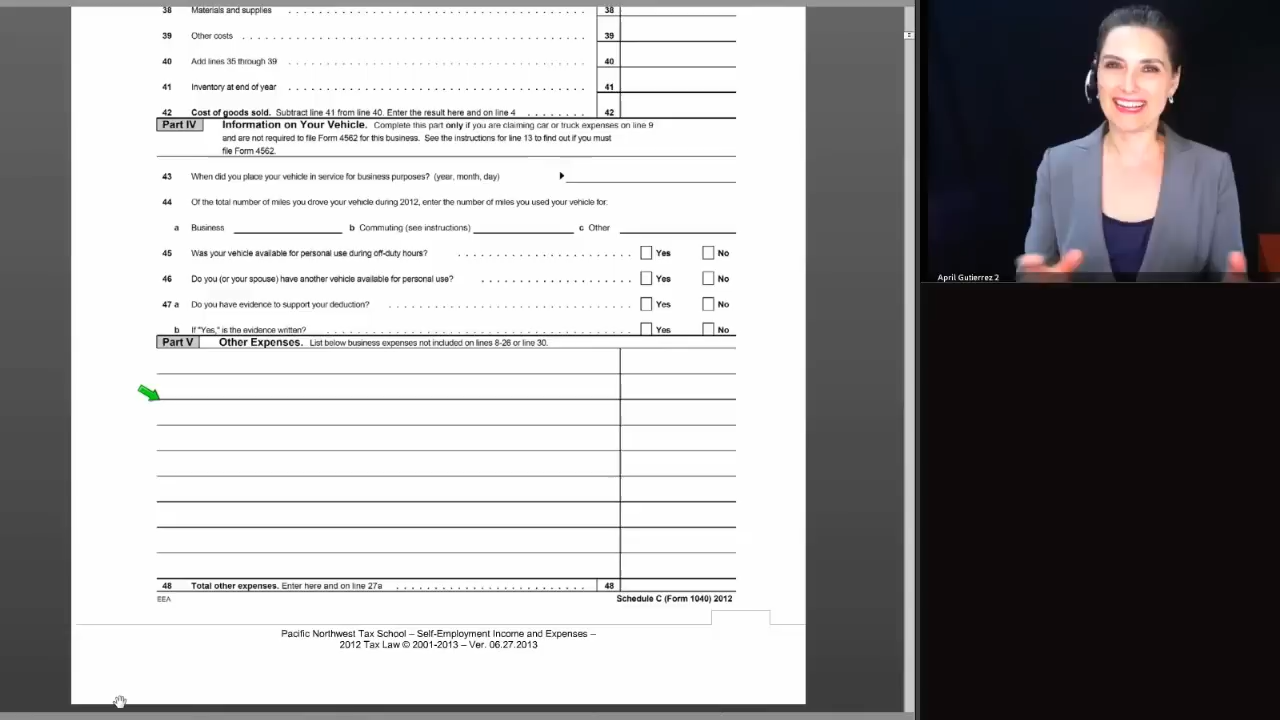 38 Materials and supplies . . . . . . . . . . . . . . . . . . . . . . . . . . . . . . . . . . . 38
39 Other costs . . . . . . . . . . . . . . . . . . . . . . . . . . . . . . . . . . . . . . . . 39
40 Add lines 35 through 39 . . . . . . . . . . . . . . . . . . . . . . . . . . . . . . . . . . . 40
41 Inventory at end of year . . . . . . . . . . . . . . . . . . . . . . . . . . . . . . . . . . . 41
42 Cost of goods sold. Subtract line 41 from line 40. Enter the result here and on line 4 . . . . . . . . 42
Part IV Information on Your Vehicle. Complete this part only if you are claiming car or truck expenses on line 9
and are not required to file Form 4562 for this business. See the instructions for line 13 to find out if you must
file Form 4562.
43 When did you place your vehicle in service for business purposes? (year, month, day)
44 Of the total number of miles you drove your vehicle during 2012, enter the number of miles you used your vehicle for:
a Business b Commuting (see instructions) c Other
45 Was your vehicle available for personal use during off-duty hours? . . . . . . . . . . . . . . . . . . . . . Yes No
46 Do you (or your spouse) have another vehicle available for personal use? . . . . . . . . . . . . . . . . . . Yes No
47 a Do you have evidence to support your deduction? . . . . . . . . . . . . . . . . . . . . . . . . . . . . . Yes No
b If "Yes," is the evidence written? . . . . . . . . . . . . . . . . . . . . . . . . . . . . . . . . . . . . Yes No
Part V Other Expenses. List below business expenses not included on lines 8-26 or line 30.
48 Total other expenses. Enter here and on line 27a . . . . . . . . . . . . . . . . . . . . . . 48
EEA Schedule C (Form 1040) 2012
Pacific Northwest Tax School – Self-Employment Income and Expenses –
2012 Tax Law © 2001-2013 – Ver. 06.27.2013
April Gutierrez 2